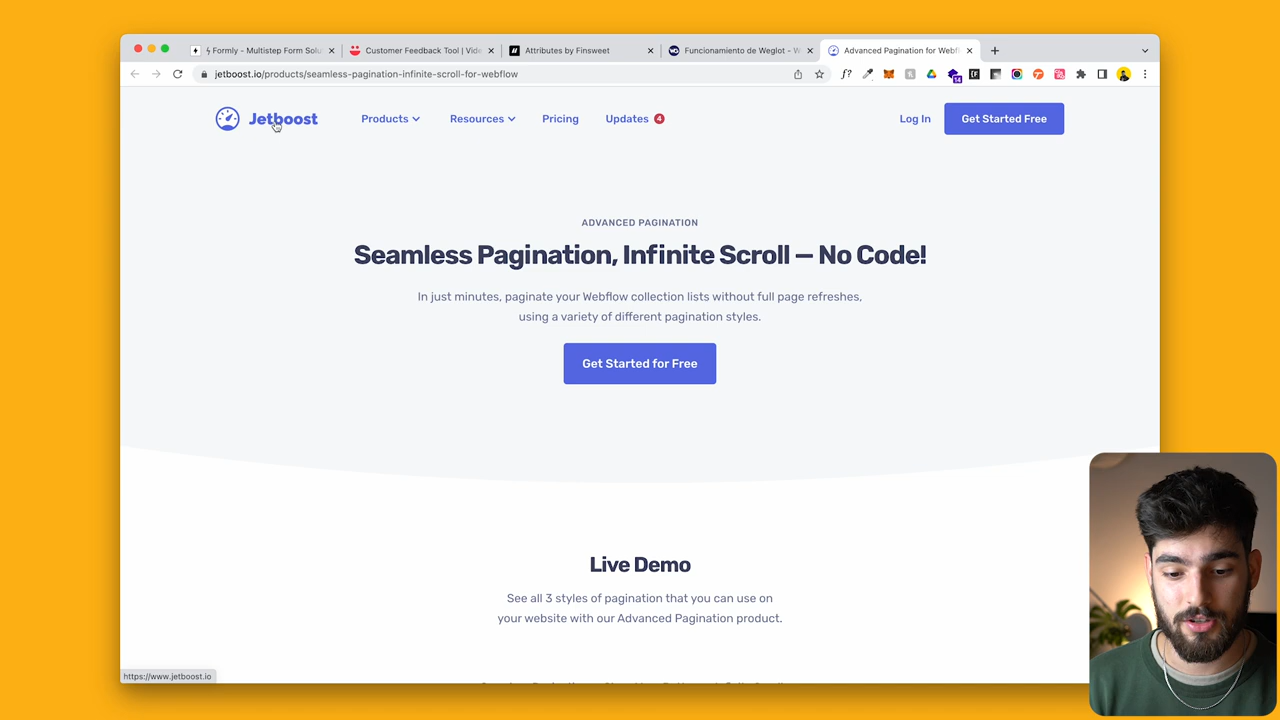 Formly - Multistep Form Solu
Customer Feedback Tool | Vide
Attributes by Finsweet
Funcionamiento de Weglot - W
Advanced Pagination for Webfl
jetboost.io/products/seamless-pagination-infinite-scroll-for-webflow
f?
14
Jetboost
Products
Resources
Pricing
Updates 4
Log In
Get Started Free
ADVANCED PAGINATION
Seamless Pagination, Infinite Scroll – No Code!
In just minutes, paginate your Webflow collection lists without full page refreshes,
using a variety of different pagination styles.
Get Started for Free
Live Demo
See all 3 styles of pagination that you can use on
your website with our Advanced Pagination product.
https://www.jetboost.io